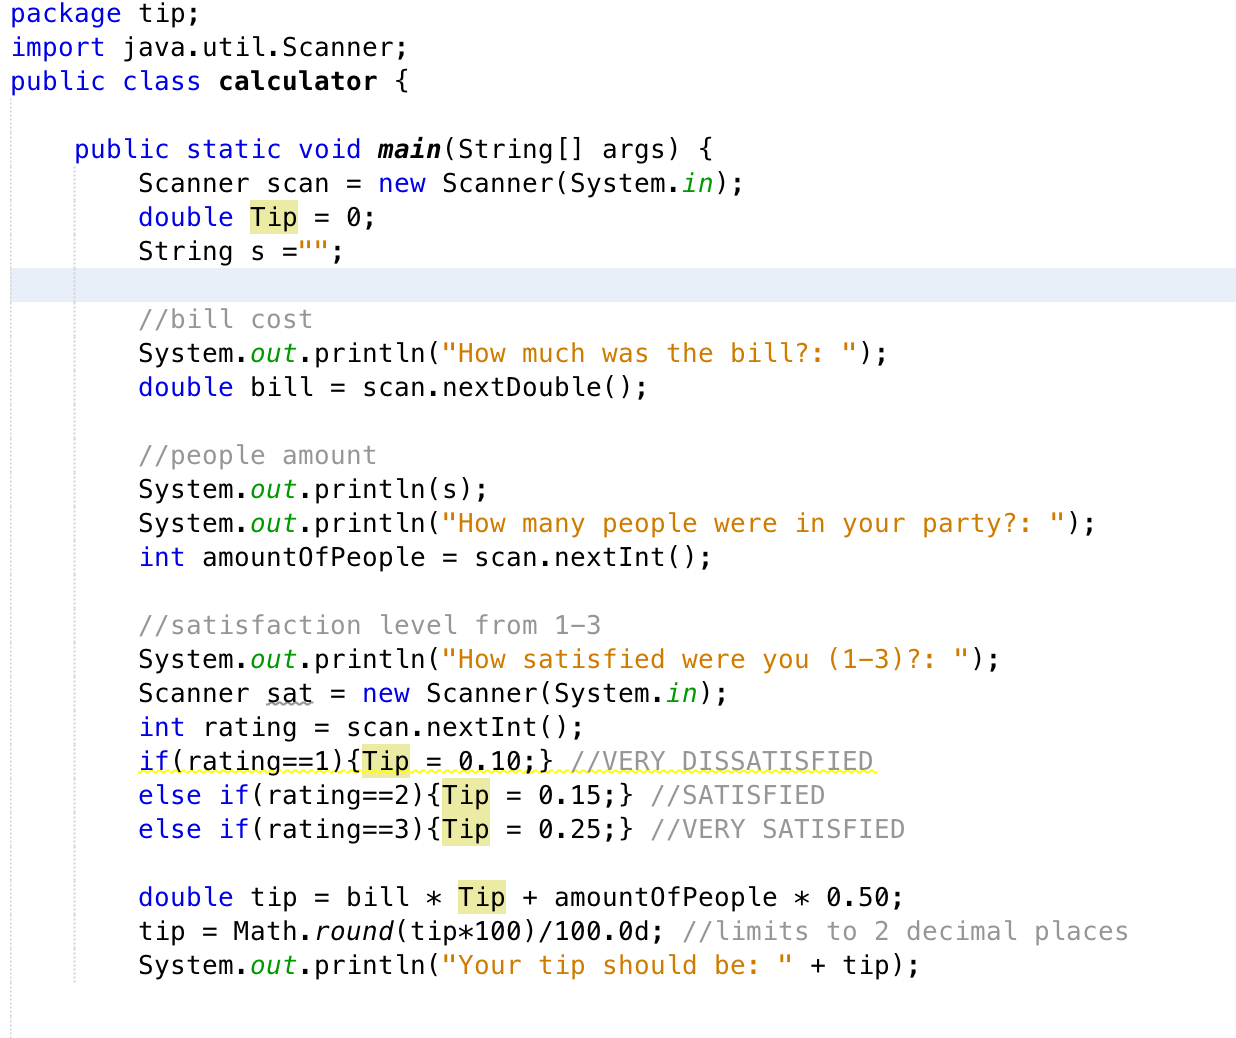 package tip;
import java.util.Scanner;
public class calculator {
public static void main(String[] args) {
Scanner scan = new Scanner(System.in);
double Tip = 0;
String s ="";
//bill cost
System.out.println("How much was the bill?: ");
double bill = scan.nextDouble();
//people amount
System.out.println(s);
System.out.println("How many people were in your party?: ");
int amountOfPeople = scan.nextInt();
//satisfaction level from 1-3
System.out.println("How satisfied were you (1-3)?: ");
Scanner sat = new Scanner(System.in);
int rating = scan.nextInt();
if(rating==1){Tip = 0.10;} //VERY DISSATISFIED
else if(rating==2){Tip = 0.15;} //SATISFIED
else if(rating==3){Tip = 0.25;} //VERY SATISFIED
double tip = bill * Tip + amountOfPeople * 0.50;
tip = Math.round(tip*100)/100.0d; //limits to 2 decimal places
System.out.println("Your tip should be: " + tip);